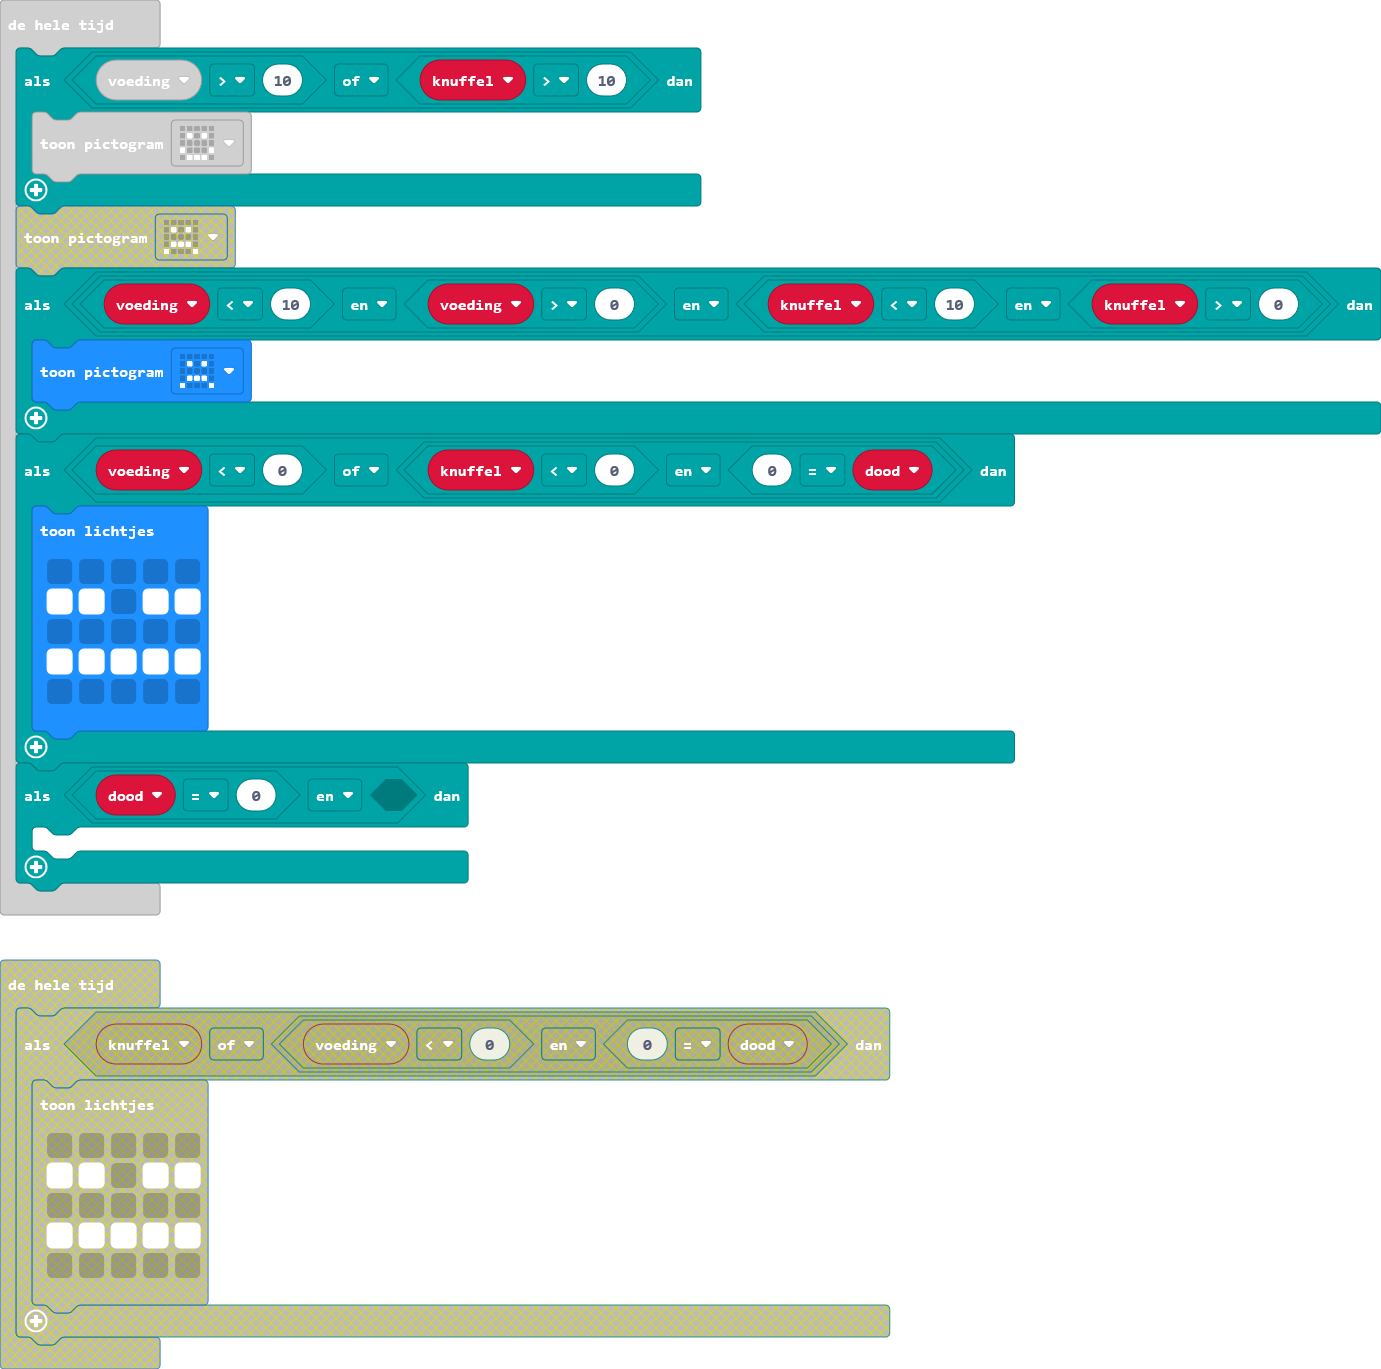 de hele tijd
als voeding > 10 of knuffel > 10 dan
toon pictogram
toon pictogram
als voeding < 10 en voeding > 0 en knuffel < 10 en knuffel > 0 dan
toon pictogram
als voeding < 0 of knuffel < 0 en 0 = dood dan
toon lichtjes
als dood = 0 en dan
de hele tijd
als knuffel of voeding < 0 en 0 = dood dan
toon lichtjes